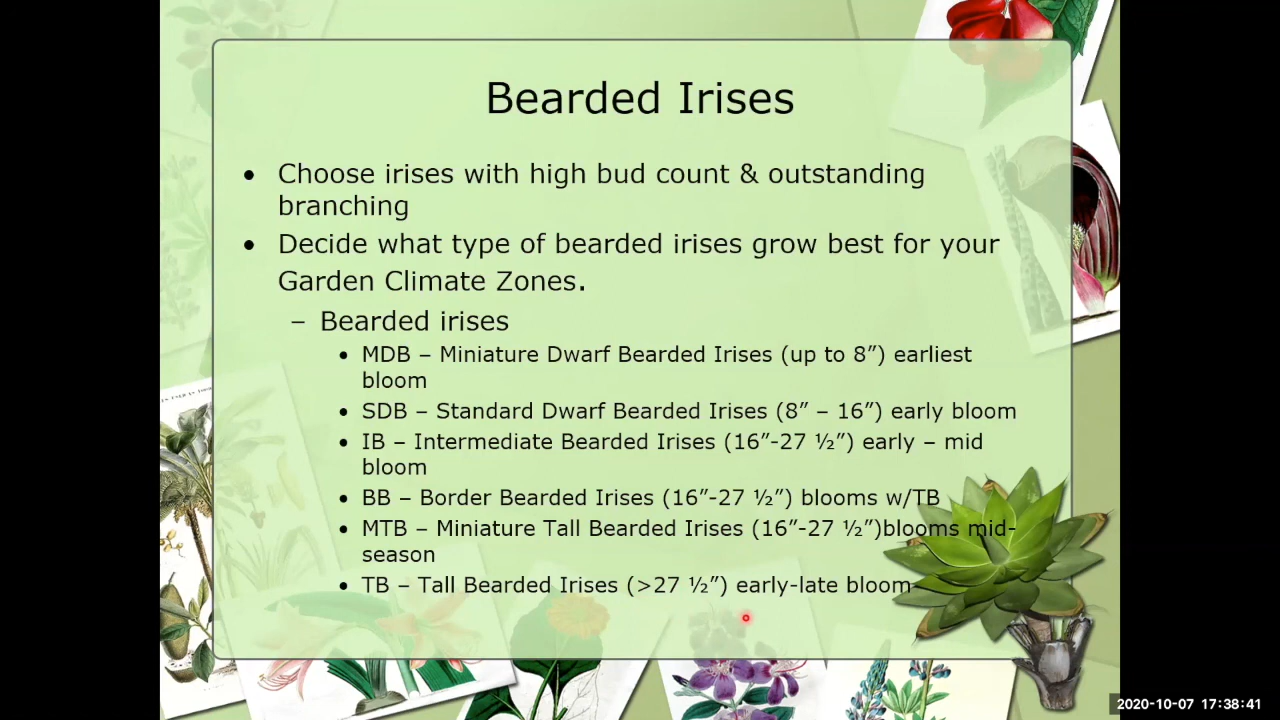 Bearded Irises
• Choose irises with high bud count & outstanding
branching
• Decide what type of bearded irises grow best for your
Garden Climate Zones.
– Bearded irises
• MDB – Miniature Dwarf Bearded Irises (up to 8”) earliest
bloom
• SDB – Standard Dwarf Bearded Irises (8” – 16”) early bloom
• IB – Intermediate Bearded Irises (16”-27 ½”) early – mid
bloom
• BB – Border Bearded Irises (16”-27 ½”) blooms w/TB
• MTB – Miniature Tall Bearded Irises (16”-27 ½”)blooms mid-
season
• TB – Tall Bearded Irises (>27 ½”) early-late bloom
2020-10-07 17:38:41